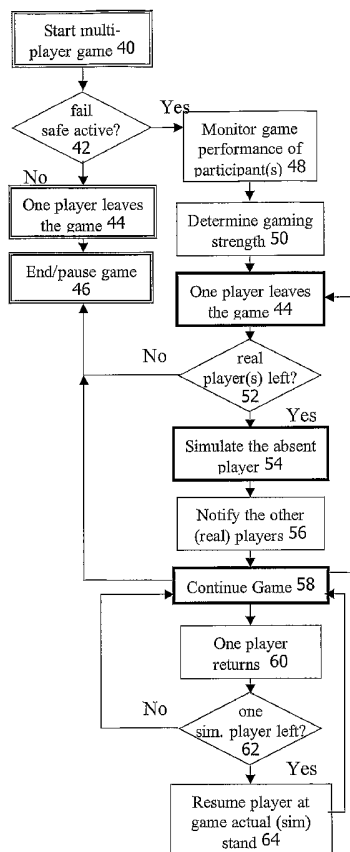 Start multi-
player game 40
fail
safe active?
42
Yes
No
Monitor game
performance of
participant(s) 48
One player leaves
the game 44
Determine gaming
strength 50
End/pause game
46
One player leaves
the game 44
No
real
player(s) left?
52
Yes
Simulate the absent
player 54
Notify the other
(real) players 56
Continue Game 58
One player
returns 60
No
one
sim. player left?
62
Yes
Resume player at
game actual (sim)
stand 64